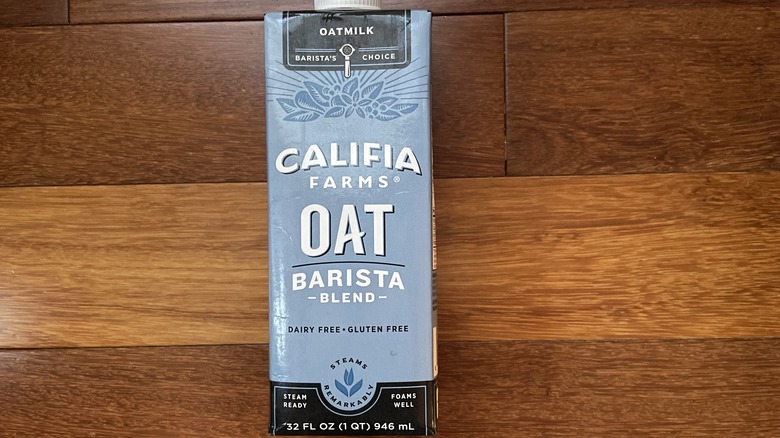 OATMILK
BARISTA'S CHOICE
CALIFIA
FARMS®
OAT
BARISTA
-BLEND-
DAIRY FREE • GLUTEN FREE
STEAMS
REMARKABLY
STEAM
READY
FOAMS
WELL
32 FL OZ (1 QT) 946 mL